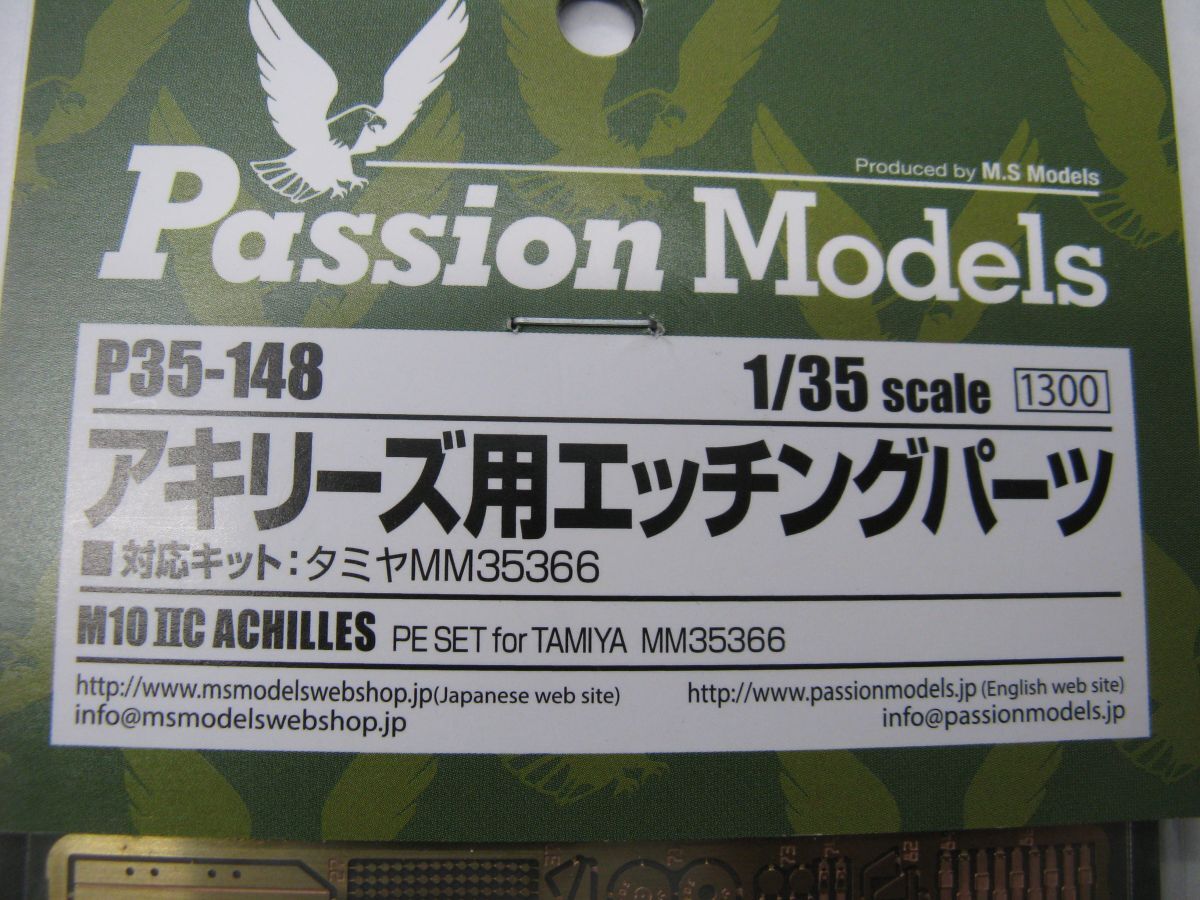 Produced by M.S Models
Passion Models
P35-148 1/35 scale 1300
アキリーズ用エッチングパーツ
■対応キット：タミヤMM35366
M10 IIC ACHILLES PE SET for TAMIYA MM35366
http://www.msmodelswebshop.jp(Japanese web site) http://www.passionmodels.jp (English web site)
info@msmodelswebshop.jp info@passionmodels.jp